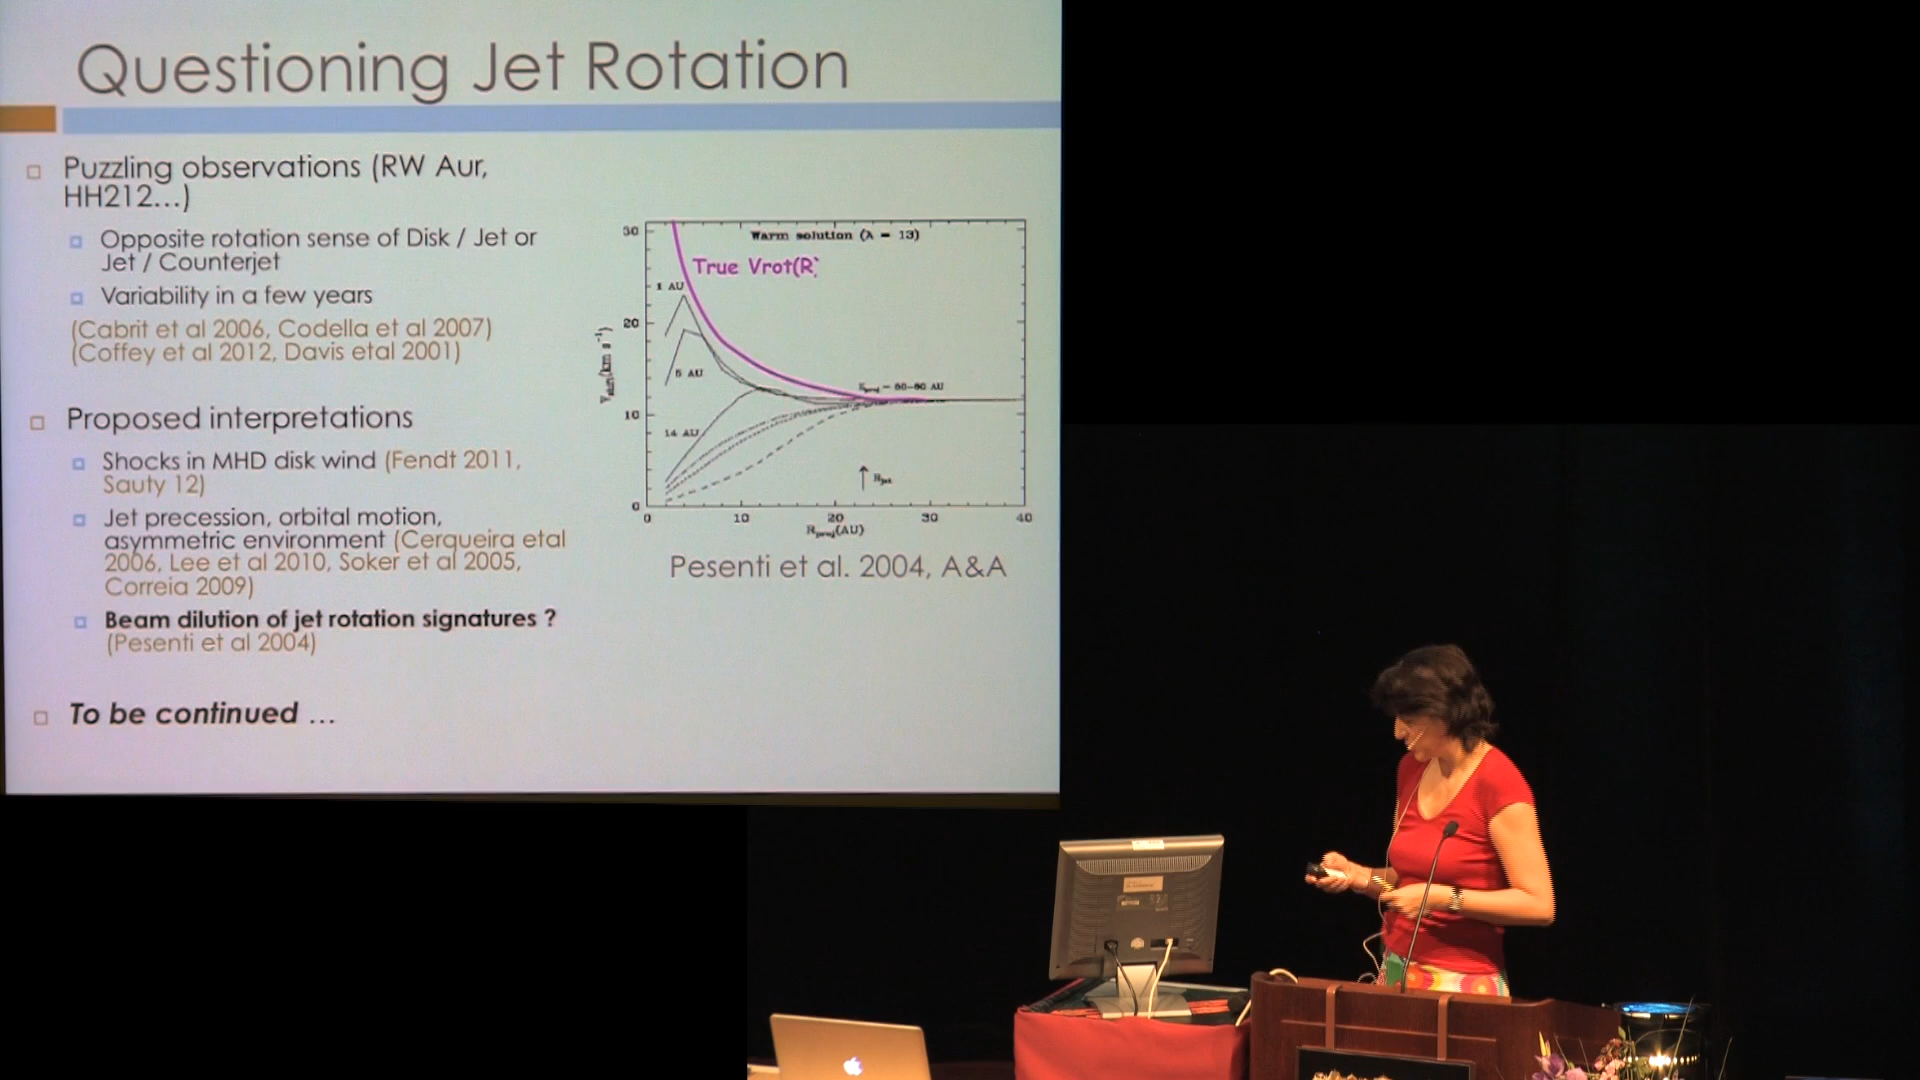 Questioning Jet Rotation
Puzzling observations (RW Aur,
HH212...)
Opposite rotation sense of Disk / Jet or
Jet / Counterjet
Variability in a few years
(Cabrit et al 2006, Codella et al 2007)
(Coffey et al 2012, Davis etal 2001)
Proposed interpretations
Shocks in MHD disk wind (Fendt 2011,
Sauty 12)
Jet precession, orbital motion,
asymmetric environment (Cerqueira etal
2006, Lee et al 2010, Soker et al 2005,
Correia 2009)
Beam dilution of jet rotation signatures ?
(Pesenti et al 2004)
To be continued ...
Warm solution (λ = 13)
True Vrot(R)
1 AU
5 AU
14 AU
30
20
10
0
0 10 20 30 40
(AU)
Pesenti et al. 2004, A&A